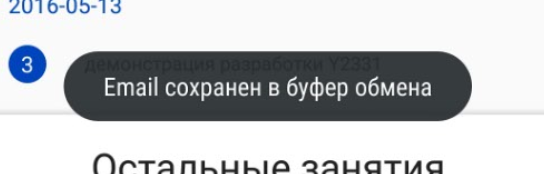 2016-05-13
3
демонстрация разработки Y2331
Email сохранен в буфер обмена
Остальные занятия